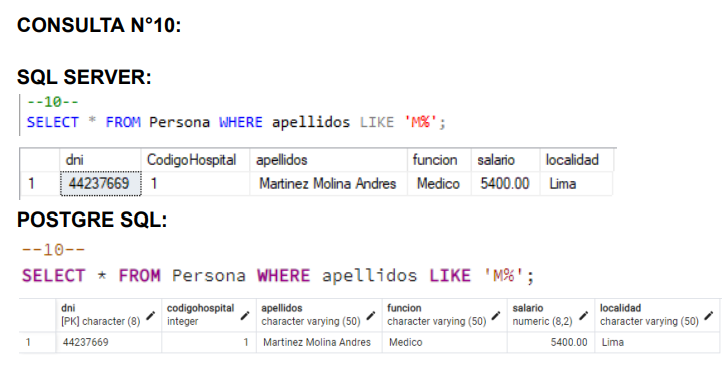 CONSULTA N°10:
SQL SERVER:
--10--
SELECT * FROM Persona WHERE apellidos LIKE 'M%';
dni CodigoHospital apellidos funcion salario localidad
1 44237669 1 Martinez Molina Andres Medico 5400.00 Lima
POSTGRE SQL:
--10--
SELECT * FROM Persona WHERE apellidos LIKE 'M%';
dni codigohospital apellidos funcion salario localidad
[PK] character (8) integer character varying (50) character varying (50) numeric (8,2) character varying (50)
1 44237669 1 Martinez Molina Andres Medico 5400.00 Lima